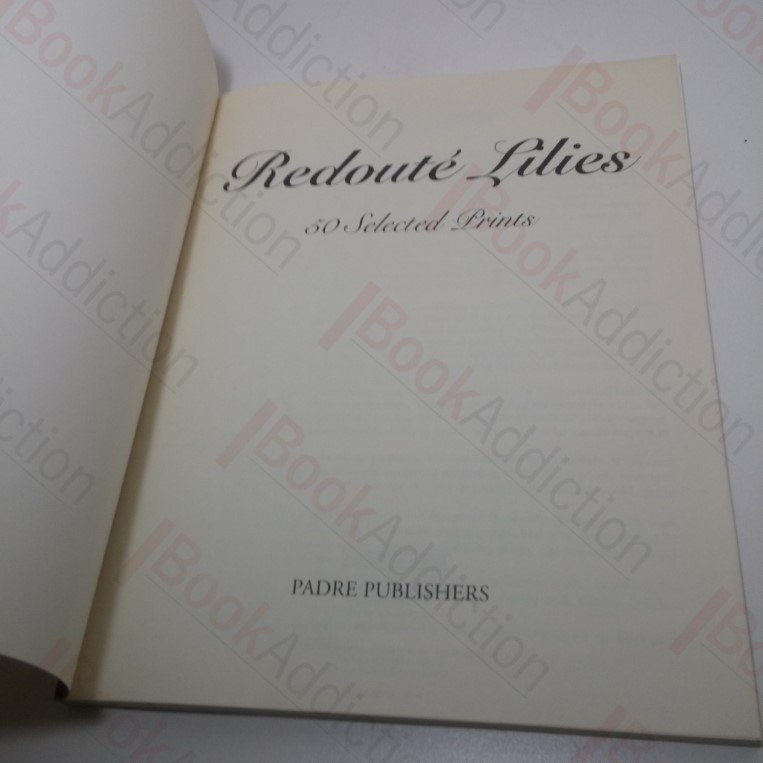 Redouté Lilies
50 Selected Prints
PADRE PUBLISHERS
BookAddiction